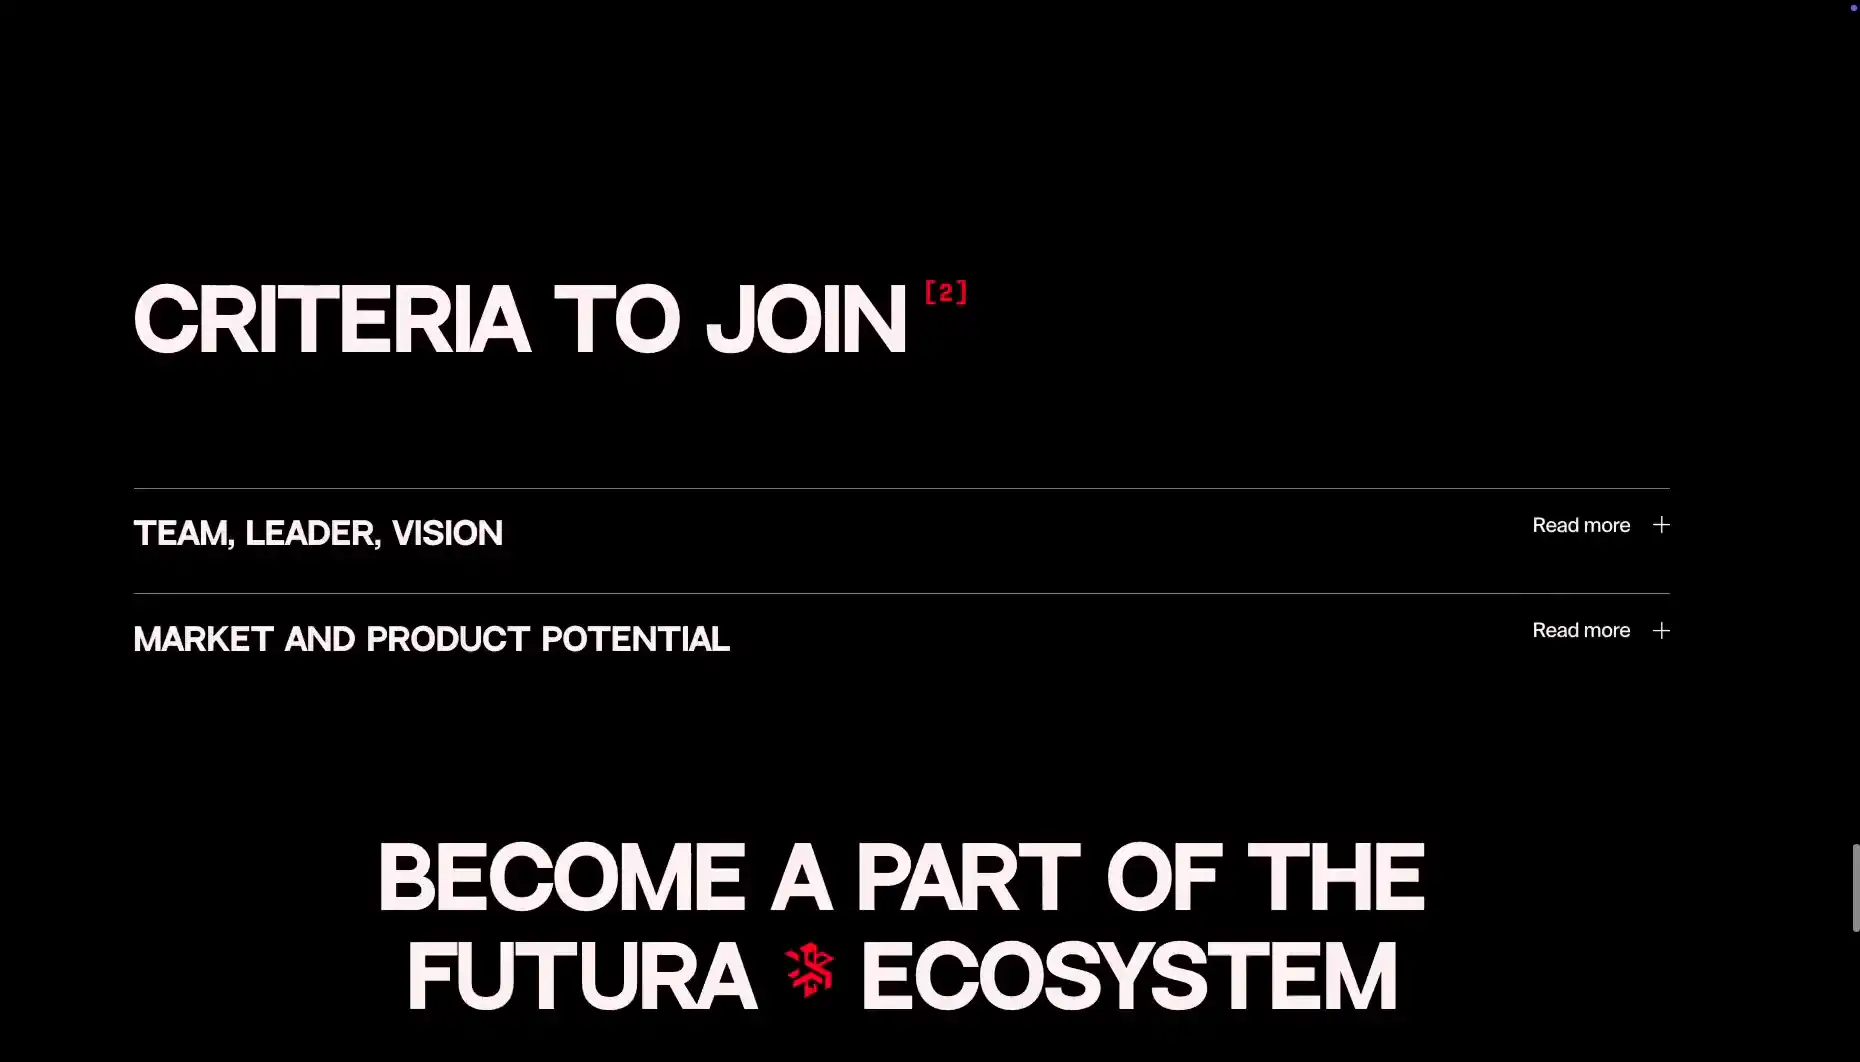 CRITERIA TO JOIN [2]
TEAM, LEADER, VISION
Read more
MARKET AND PRODUCT POTENTIAL
Read more
BECOME A PART OF THE
FUTURA ECOSYSTEM